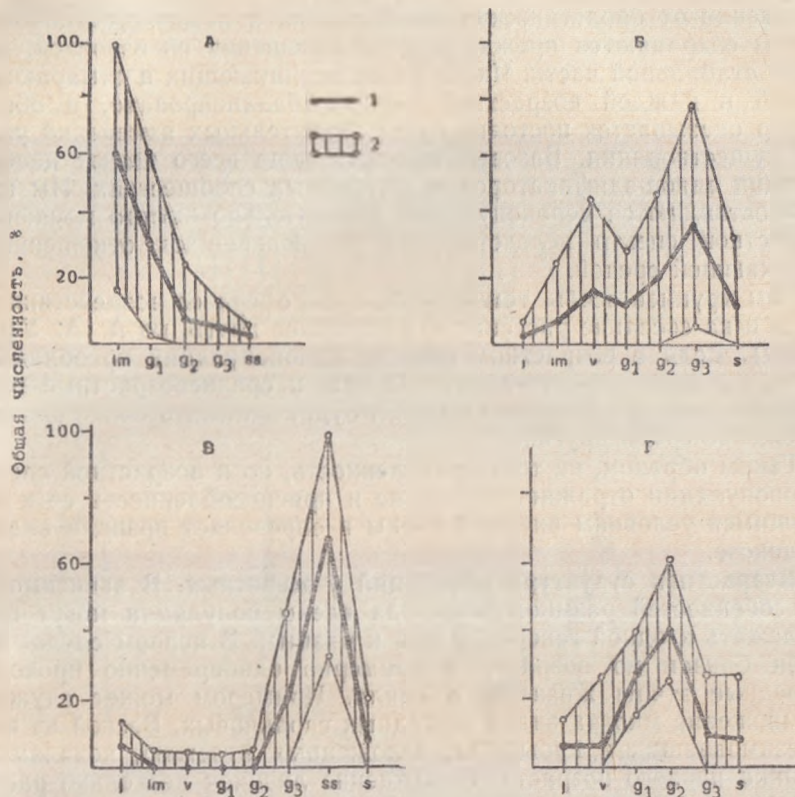 А
Б
100
60
20
1
2
Общая численность, %
im g₁ g₂ g₃ ss
j im v g₁ g₂ g₃ s
В
Г
100
60
20
j im v g₁ g₂ g₃ ss s
j v g₁ g₂ g₃ s